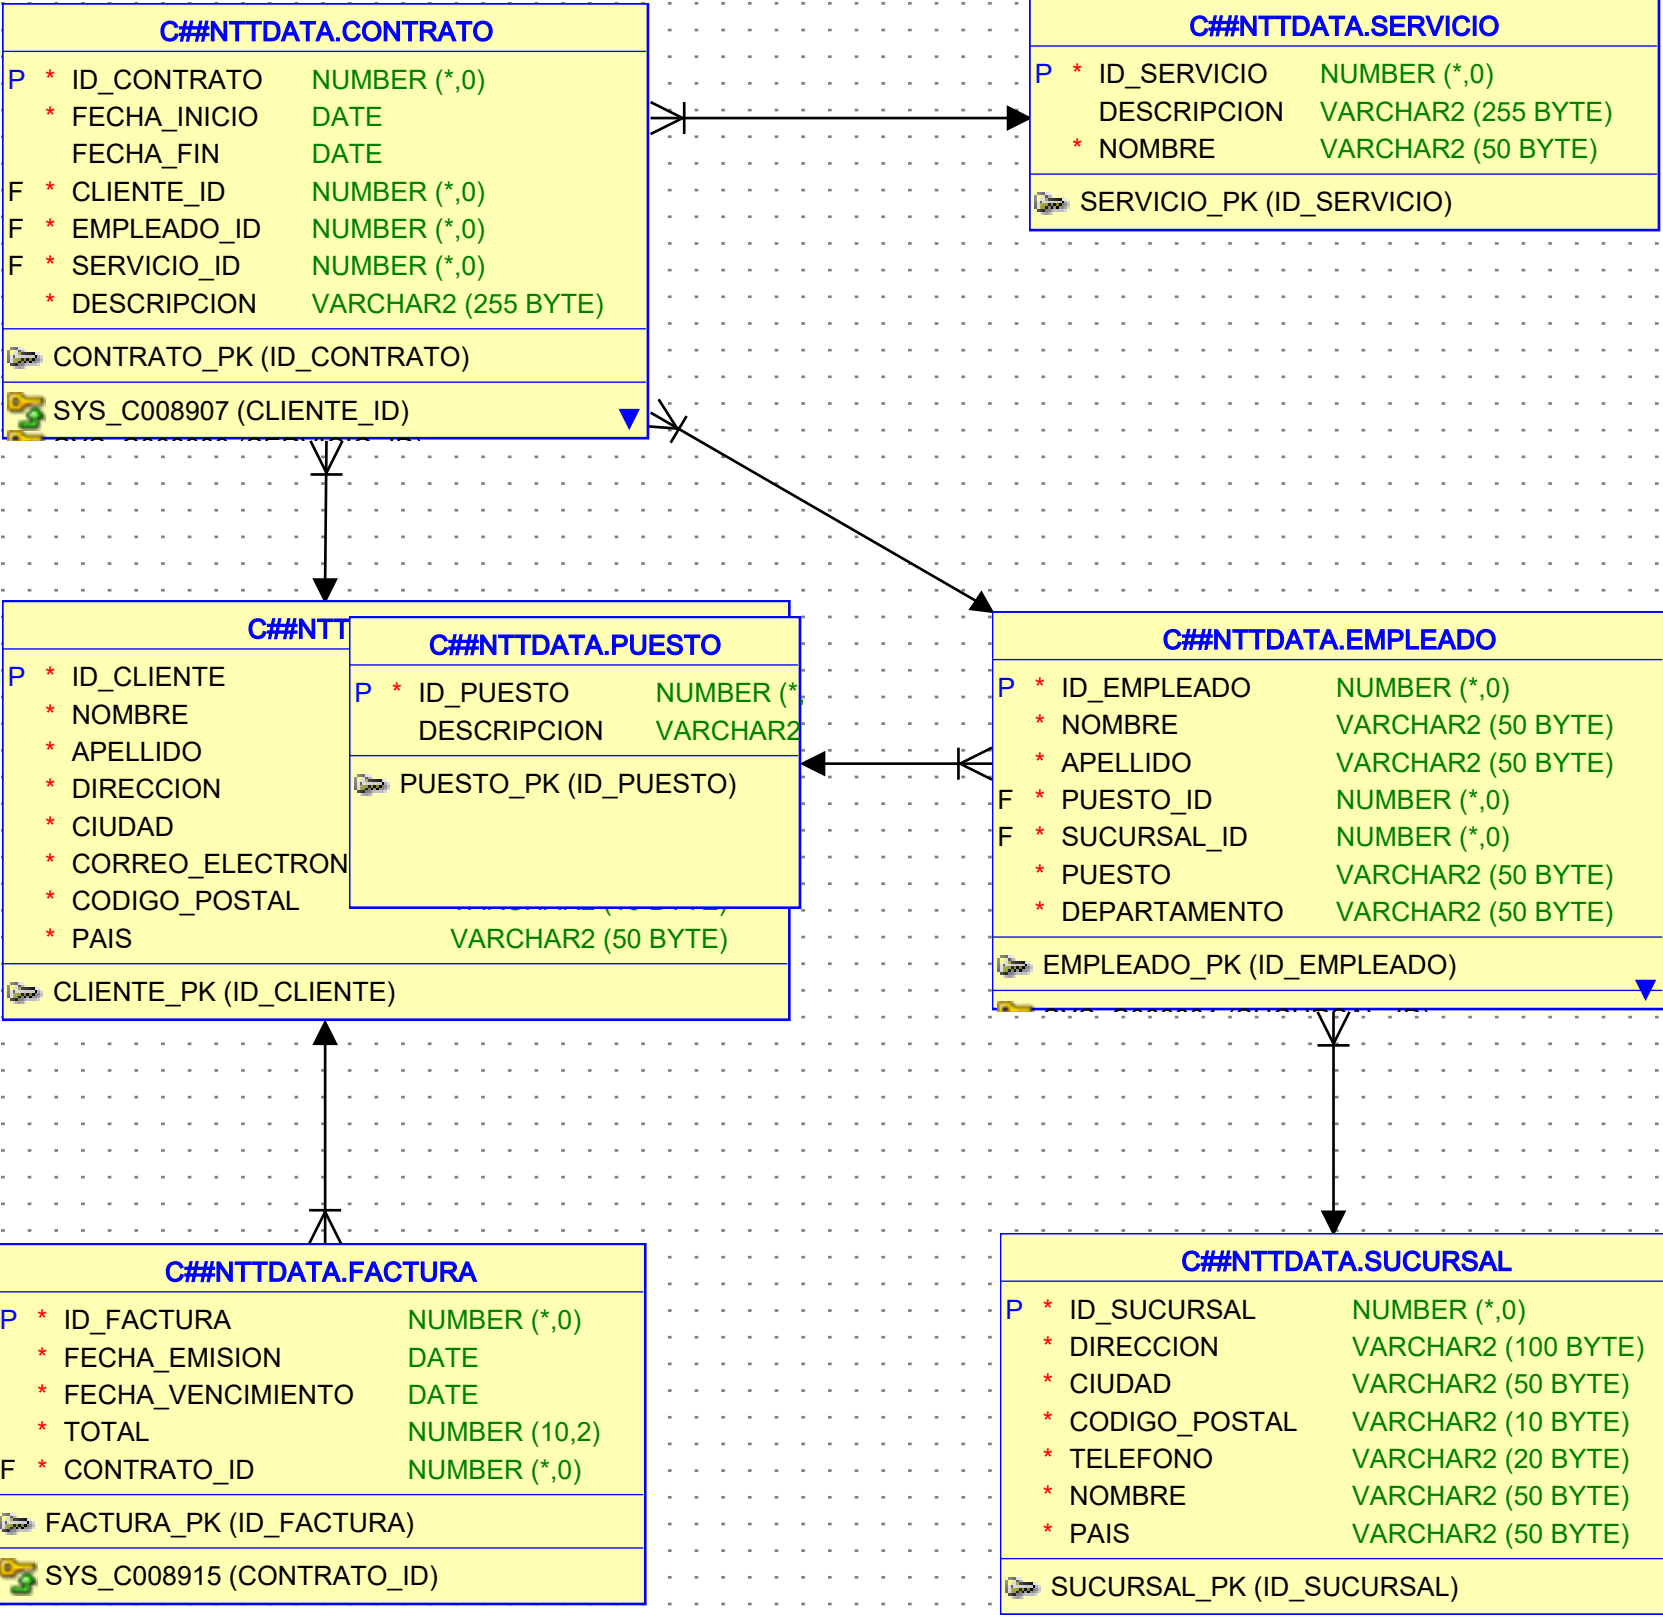 C##NTTDATA.CONTRATO
P * ID_CONTRATO NUMBER (*,0)
* FECHA_INICIO DATE
FECHA_FIN DATE
F * CLIENTE_ID NUMBER (*,0)
F * EMPLEADO_ID NUMBER (*,0)
F * SERVICIO_ID NUMBER (*,0)
* DESCRIPCION VARCHAR2 (255 BYTE)
CONTRATO_PK (ID_CONTRATO)
SYS_C008907 (CLIENTE_ID)
C##NTTDATA.SERVICIO
P * ID_SERVICIO NUMBER (*,0)
DESCRIPCION VARCHAR2 (255 BYTE)
* NOMBRE VARCHAR2 (50 BYTE)
SERVICIO_PK (ID_SERVICIO)
C##NTT
P * ID_CLIENTE
* NOMBRE
* APELLIDO
* DIRECCION
* CIUDAD
* CORREO_ELECTRON
* CODIGO_POSTAL
* PAIS VARCHAR2 (50 BYTE)
CLIENTE_PK (ID_CLIENTE)
C##NTTDATA.PUESTO
P * ID_PUESTO NUMBER (*,
DESCRIPCION VARCHAR2
PUESTO_PK (ID_PUESTO)
C##NTTDATA.EMPLEADO
P * ID_EMPLEADO NUMBER (*,0)
* NOMBRE VARCHAR2 (50 BYTE)
* APELLIDO VARCHAR2 (50 BYTE)
F * PUESTO_ID NUMBER (*,0)
F * SUCURSAL_ID NUMBER (*,0)
* PUESTO VARCHAR2 (50 BYTE)
* DEPARTAMENTO VARCHAR2 (50 BYTE)
EMPLEADO_PK (ID_EMPLEADO)
C##NTTDATA.FACTURA
P * ID_FACTURA NUMBER (*,0)
* FECHA_EMISION DATE
* FECHA_VENCIMIENTO DATE
* TOTAL NUMBER (10,2)
F * CONTRATO_ID NUMBER (*,0)
FACTURA_PK (ID_FACTURA)
SYS_C008915 (CONTRATO_ID)
C##NTTDATA.SUCURSAL
P * ID_SUCURSAL NUMBER (*,0)
* DIRECCION VARCHAR2 (100 BYTE)
* CIUDAD VARCHAR2 (50 BYTE)
* CODIGO_POSTAL VARCHAR2 (10 BYTE)
* TELEFONO VARCHAR2 (20 BYTE)
* NOMBRE VARCHAR2 (50 BYTE)
* PAIS VARCHAR2 (50 BYTE)
SUCURSAL_PK (ID_SUCURSAL)